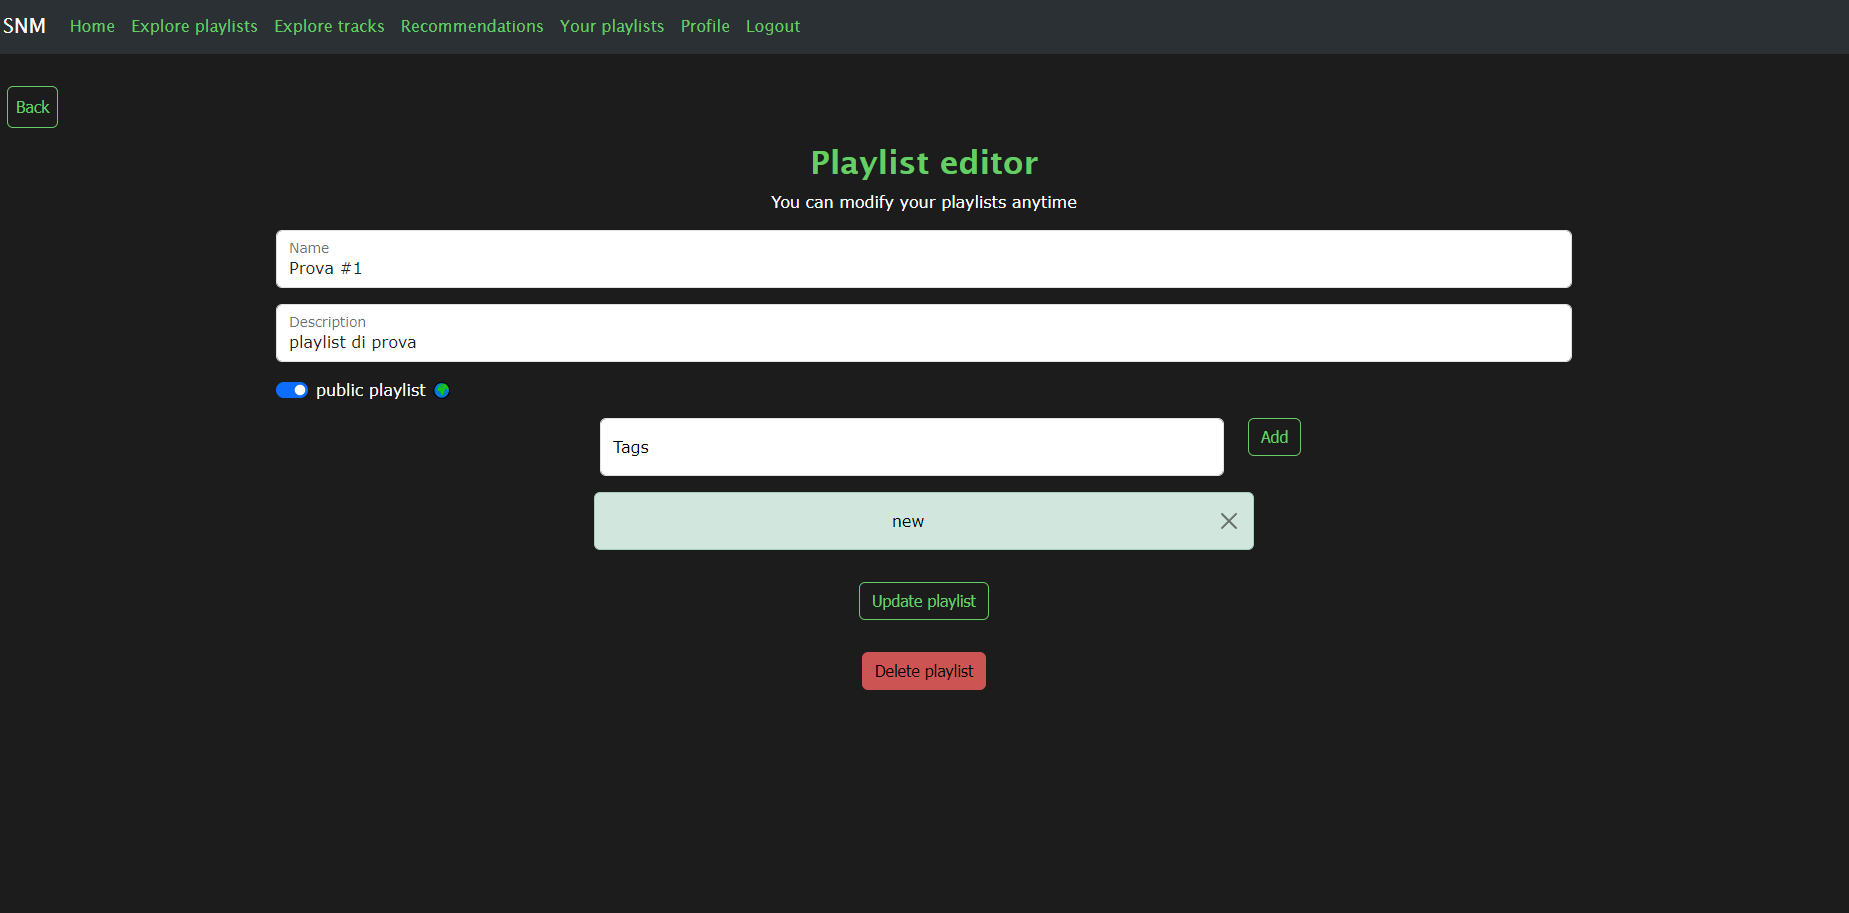 SNM Home Explore playlists Explore tracks Recommendations Your playlists Profile Logout
Back
Playlist editor
You can modify your playlists anytime
Name
Prova #1
Description
playlist di prova
public playlist
Tags Add
new
Update playlist
Delete playlist